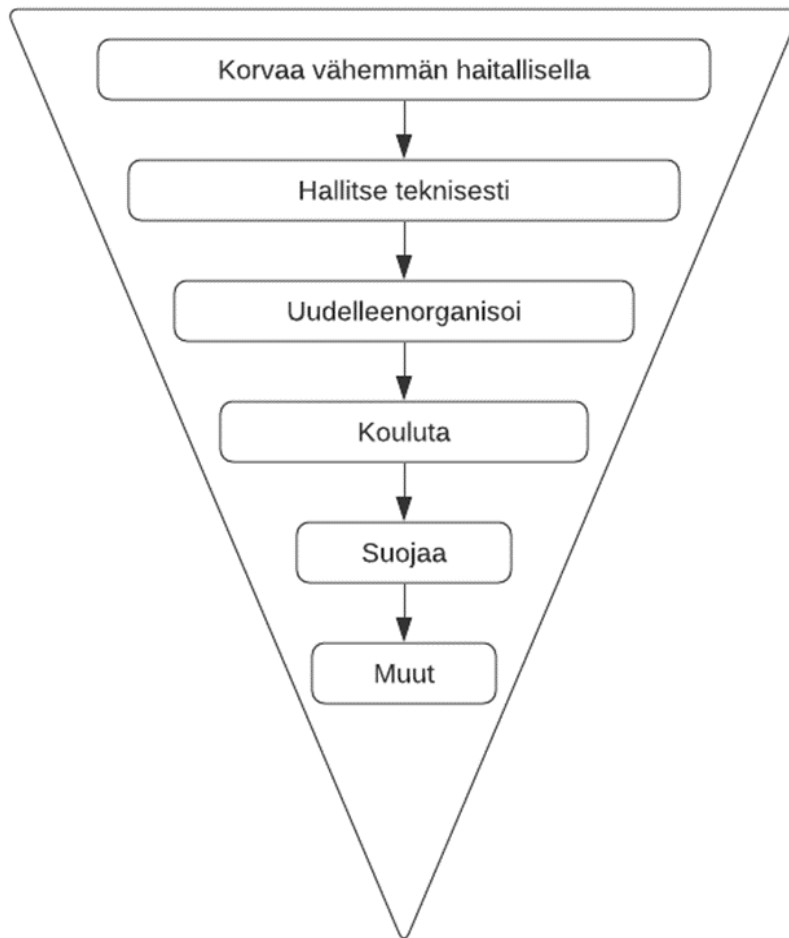 Korvaa vähemmän haitallisella
Hallitse teknisesti
Uudelleenorganisoi
Kouluta
Suojaa
Muut